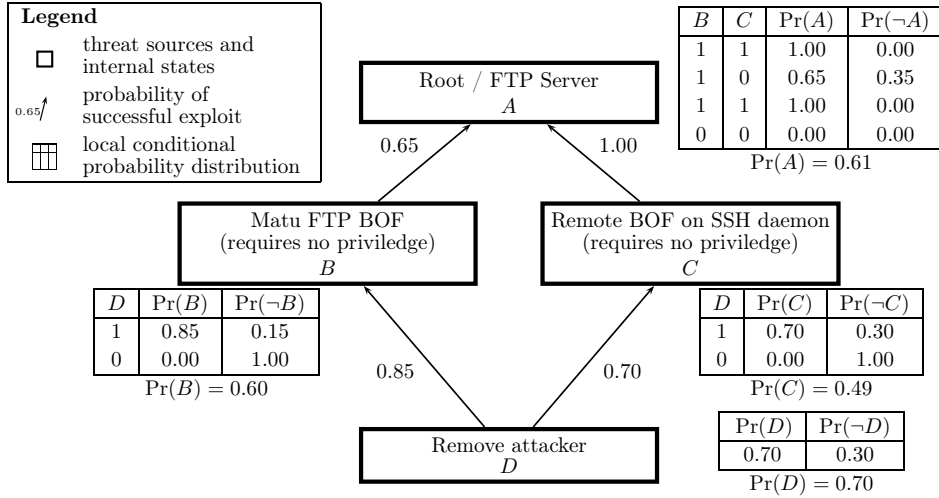 Legend
threat sources and
internal states
0.65
probability of
successful exploit
local conditional
probability distribution
Root / FTP Server
A
B C Pr(A) Pr(¬A)
1 1 1.00 0.00
1 0 0.65 0.35
1 1 1.00 0.00
0 0 0.00 0.00
Pr(A) = 0.61
0.65
1.00
Matu FTP BOF
(requires no priviledge)
B
Remote BOF on SSH daemon
(requires no priviledge)
C
D Pr(B) Pr(¬B)
1 0.85 0.15
0 0.00 1.00
Pr(B) = 0.60
0.85
0.70
D Pr(C) Pr(¬C)
1 0.70 0.30
0 0.00 1.00
Pr(C) = 0.49
Remove attacker
D
Pr(D) Pr(¬D)
0.70 0.30
Pr(D) = 0.70